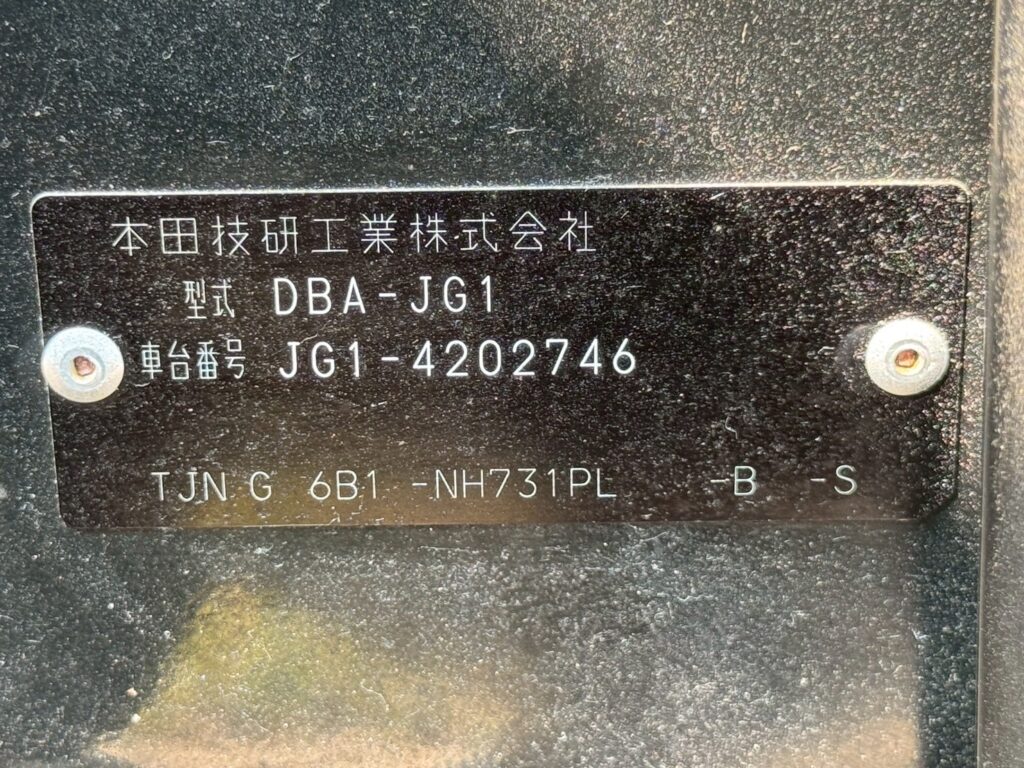 本田技研工業株式会社
型式 DBA-JG1
車台番号 JG1-4202746
TJN G 6B1 -NH731PL -B -S